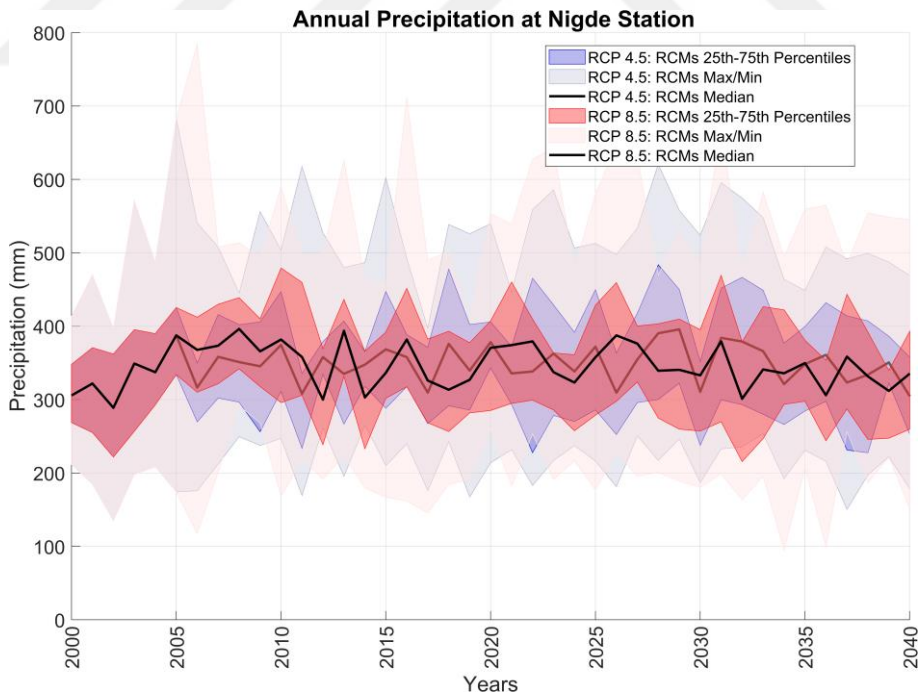 Annual Precipitation at Nigde Station
800
700
600
500
400
300
200
100
0
Precipitation (mm)
RCP 4.5: RCMs 25th-75th Percentiles
RCP 4.5: RCMs Max/Min
RCP 4.5: RCMs Median
RCP 8.5: RCMs 25th-75th Percentiles
RCP 8.5: RCMs Max/Min
RCP 8.5: RCMs Median
2000
2005
2010
2015
2020
2025
2030
2035
2040
Years